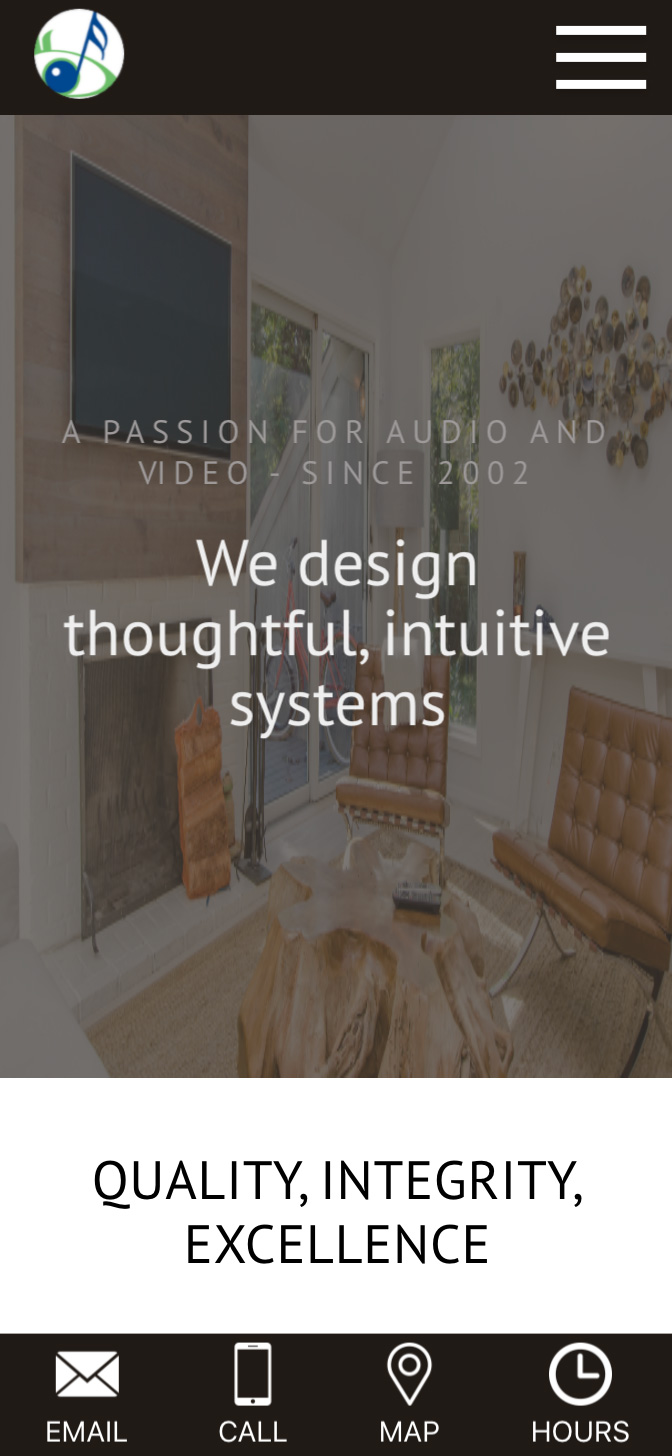 A PASSION FOR AUDIO AND
VIDEO - SINCE 2002
We design
thoughtful, intuitive
systems
QUALITY, INTEGRITY,
EXCELLENCE
EMAIL CALL MAP HOURS